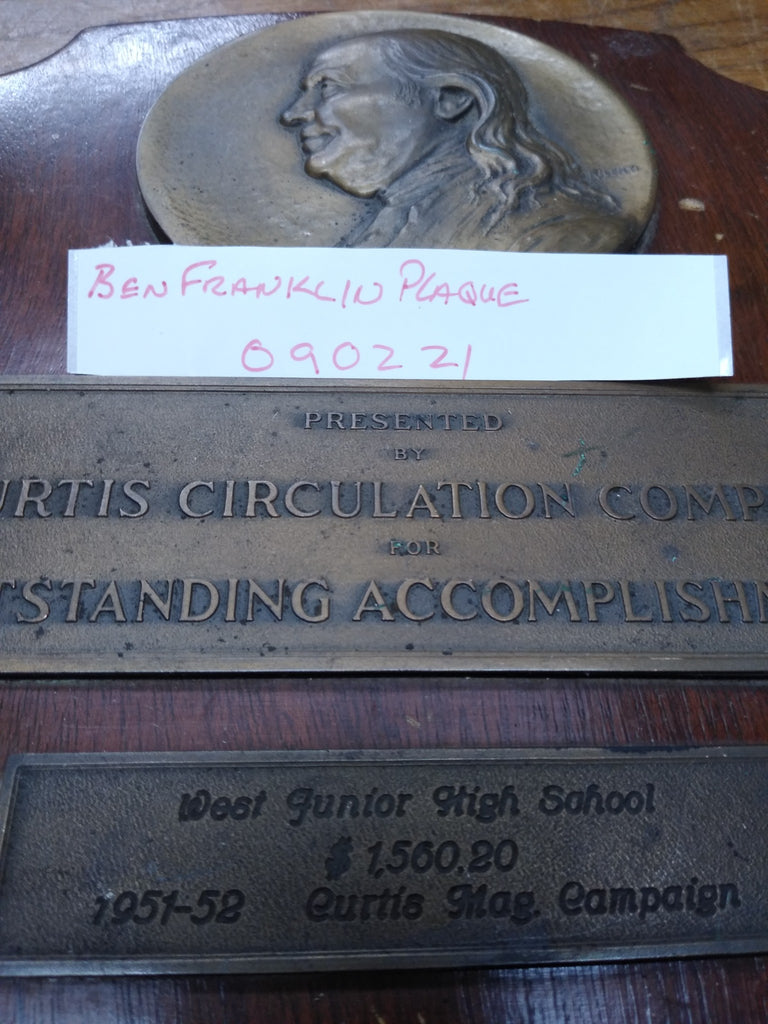 BEN FRANKLIN PLAQUE
090221
PRESENTED
BY
URTIS CIRCULATION COMP
FOR
TSTANDING ACCOMPLISHM
West Junior High School
$ 1,560.20
1951-52 Curtis Mag. Campaign